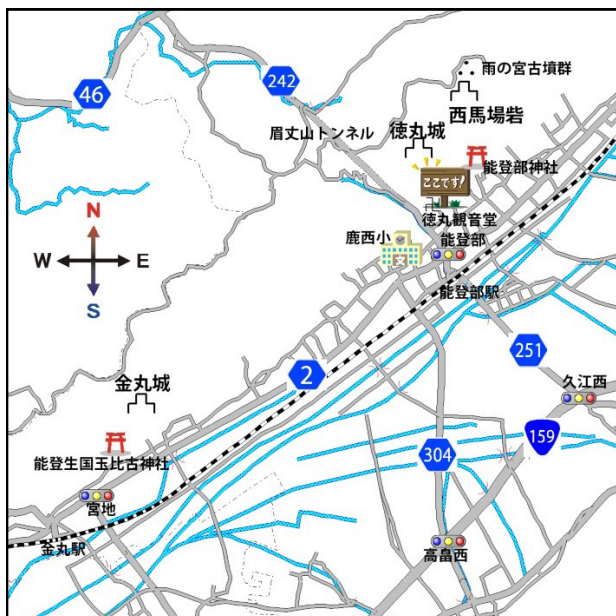 46
242
雨の宮古墳群
西馬場砦
眉丈山トンネル
徳丸城
能登部神社
ここです!
徳丸観音堂
鹿西小
文
能登部
能登部駅
N
W
E
S
251
2
久江西
金丸城
159
能登生国玉比古神社
304
宮地
金丸駅
高畠西